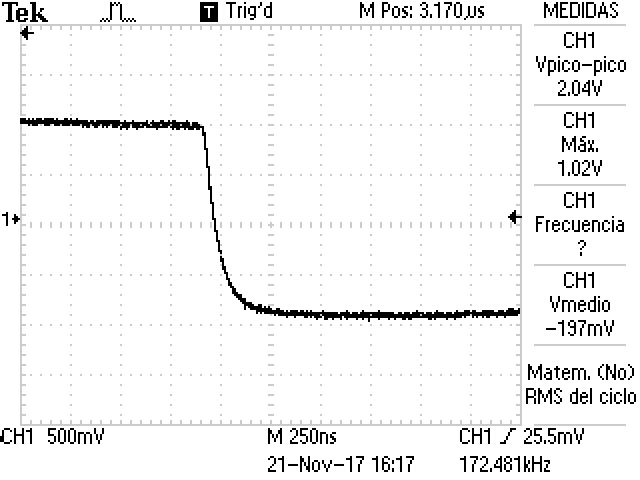 Tek T Trig'd M Pos: 3.170µs MEDIDAS
CH1
Vpico-pico
2.04V
CH1
Máx.
1.02V
1
CH1
Frecuencia
?
CH1
Vmedio
-197mV
Matem. (No)
RMS del ciclo
CH1 500mV M 250ns CH1 25.5mV
21-Nov-17 16:17 172.481kHz